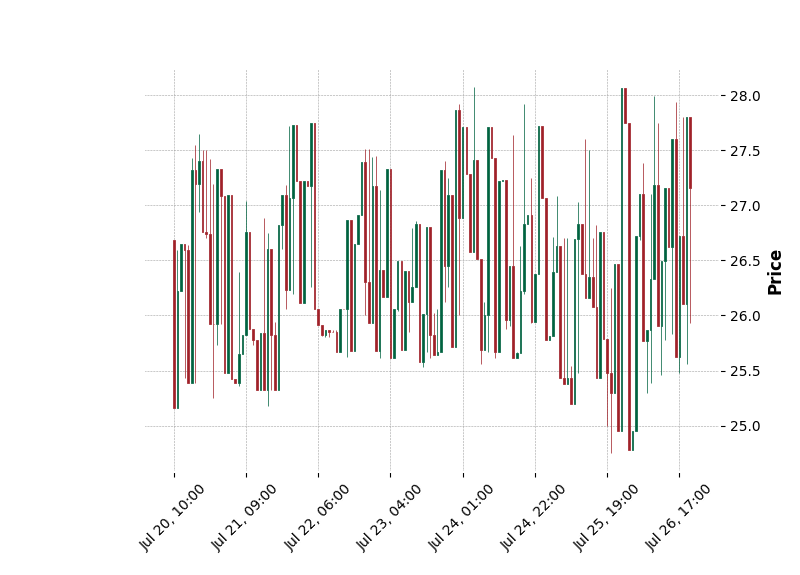 28.0
27.5
27.0
26.5
26.0
25.5
25.0
Price
Jul 20, 10:00
Jul 21, 09:00
Jul 22, 06:00
Jul 23, 04:00
Jul 24, 01:00
Jul 24, 22:00
Jul 25, 19:00
Jul 26, 17:00